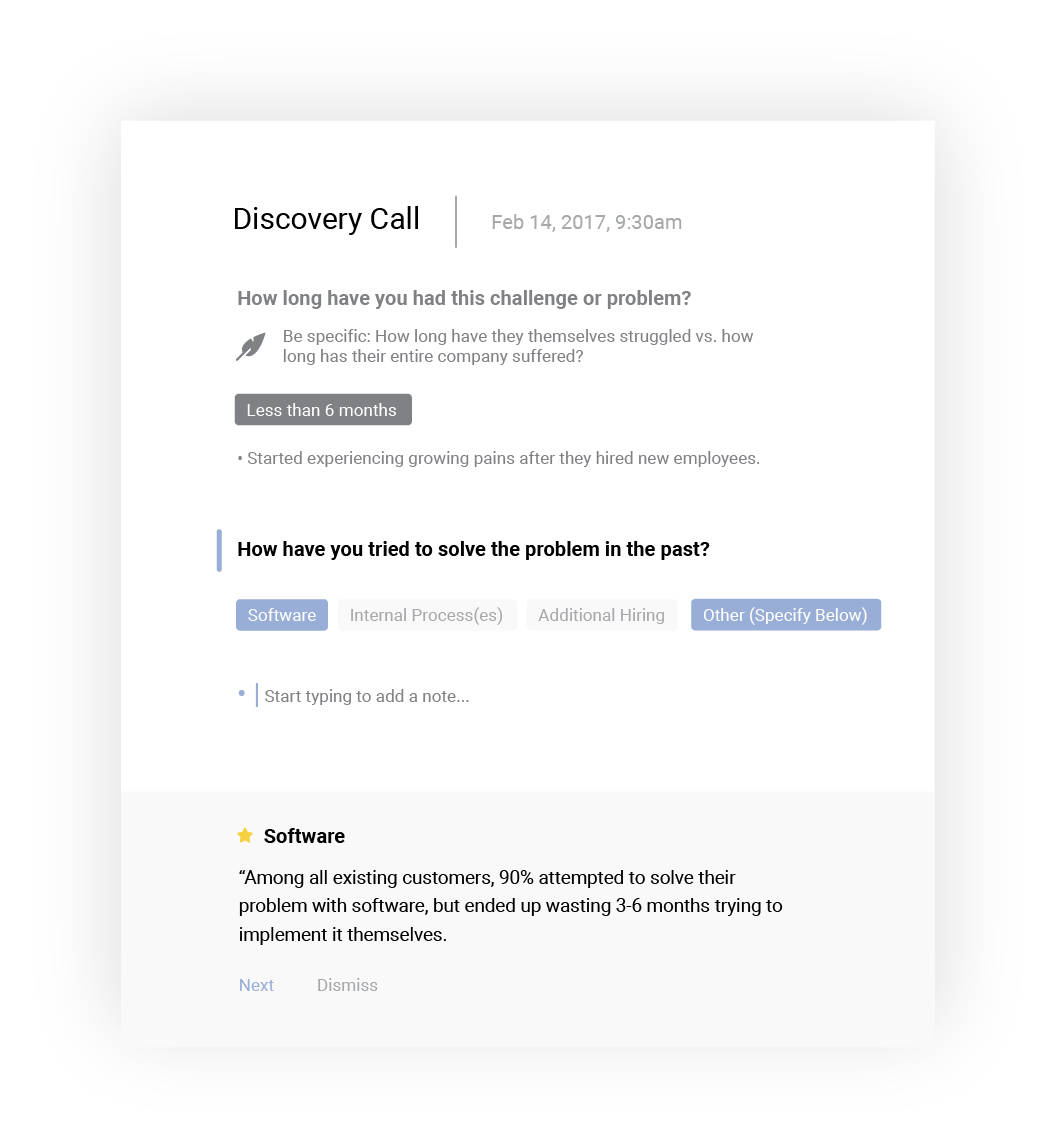 Discovery Call
Feb 14, 2017, 9:30am
How long have you had this challenge or problem?
Be specific: How long have they themselves struggled vs. how
long has their entire company suffered?
Less than 6 months
• Started experiencing growing pains after they hired new employees.
How have you tried to solve the problem in the past?
Software
Internal Process(es)
Additional Hiring
Other (Specify Below)
• Start typing to add a note...
Software
“Among all existing customers, 90% attempted to solve their
problem with software, but ended up wasting 3-6 months trying to
implement it themselves.
Next
Dismiss